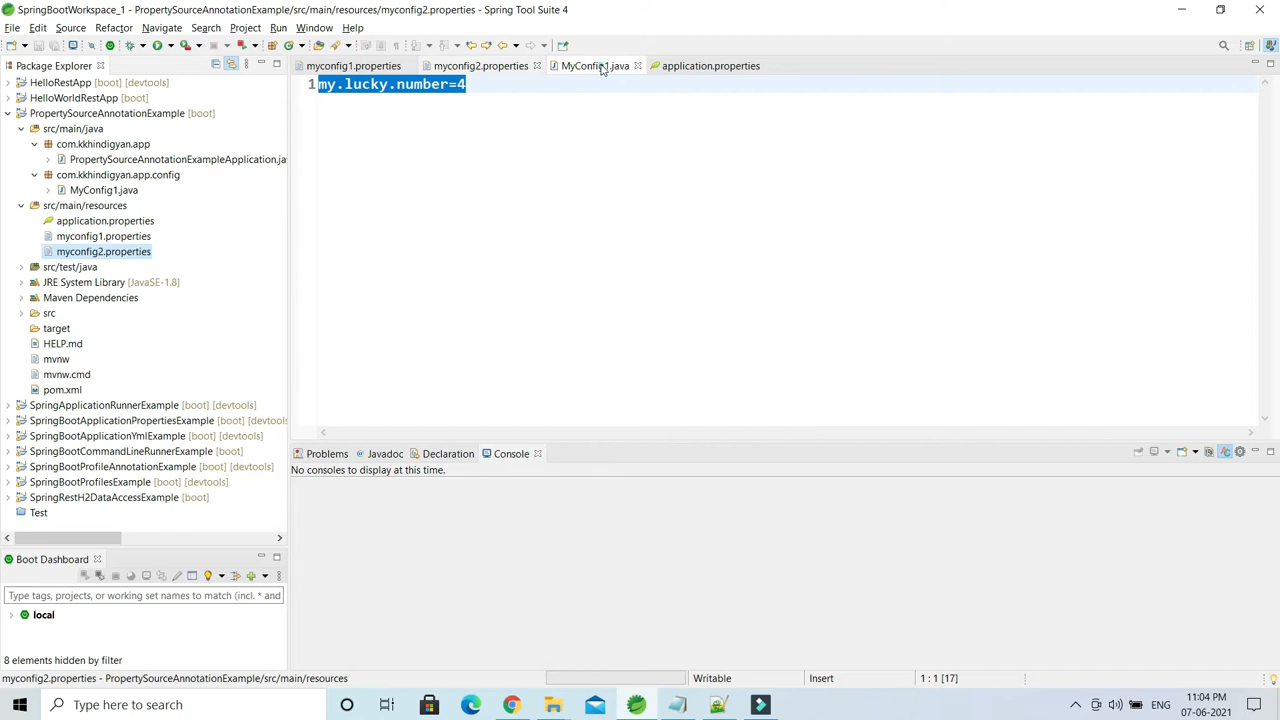 SpringBootWorkspace_1 - PropertySourceAnnotationExample/src/main/resources/myconfig2.properties - Spring Tool Suite 4
File Edit Source Refactor Navigate Search Project Run Window Help
Package Explorer
myconfig1.properties myconfig2.properties MyConfig1.java application.properties
HelloRestApp [boot] [devtools]
1 my.lucky.number=4
HelloWorldRestApp [boot]
PropertySourceAnnotationExample [boot]
src/main/java
com.kkhindigyan.app
PropertySourceAnnotationExampleApplication.ja
com.kkhindigyan.app.config
MyConfig1.java
src/main/resources
application.properties
myconfig1.properties
myconfig2.properties
src/test/java
JRE System Library [JavaSE-1.8]
Maven Dependencies
src
target
HELP.md
mvnw
mvnw.cmd
pom.xml
SpringApplicationRunnerExample [boot] [devtools]
SpringBootApplicationPropertiesExample [boot] [devtools
SpringBootApplicationYmlExample [boot] [devtools]
SpringBootCommandLineRunnerExample [boot]
SpringBootProfileAnnotationExample [boot] [devtools]
SpringBootProfilesExample [boot] [devtools]
SpringRestH2DataAccessExample [boot]
Test
Problems Javadoc Declaration Console
No consoles to display at this time.
Boot Dashboard
Type tags, projects, or working set names to match (incl. * and
local
8 elements hidden by filter
myconfig2.properties - PropertySourceAnnotationExample/src/main/resources Writable Insert 1 : 1 [17]
Type here to search
ENG
11:04 PM
07-06-2021